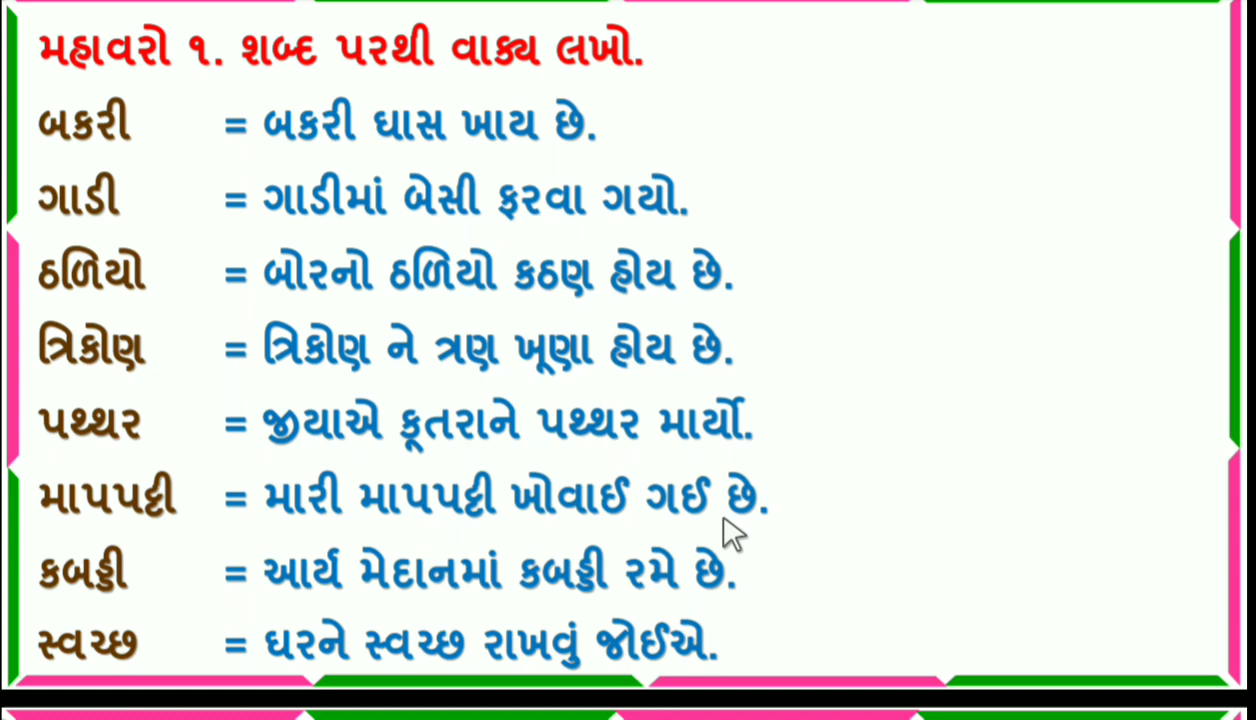 મહાવરો ૧. શબ્દ પરથી વાક્ય લખો.
બકરી = બકરી ઘાસ ખાય છે.
ગાડી = ગાડીમાં બેસી ફરવા ગયો.
ઠળિયો = બોરનો ઠળિયો કઠણ હોય છે.
ત્રિકોણ = ત્રિકોણ ને ત્રણ ખૂણા હોય છે.
પથ્થર = જીયાએ કૂતરાને પથ્થર માર્યો.
માપપટ્ટી = મારી માપપટ્ટી ખોવાઈ ગઈ છે.
કબડ્ડી = આર્ય મેદાનમાં કબડ્ડી રમે છે.
સ્વચ્છ = ઘરને સ્વચ્છ રાખવું જોઈએ.